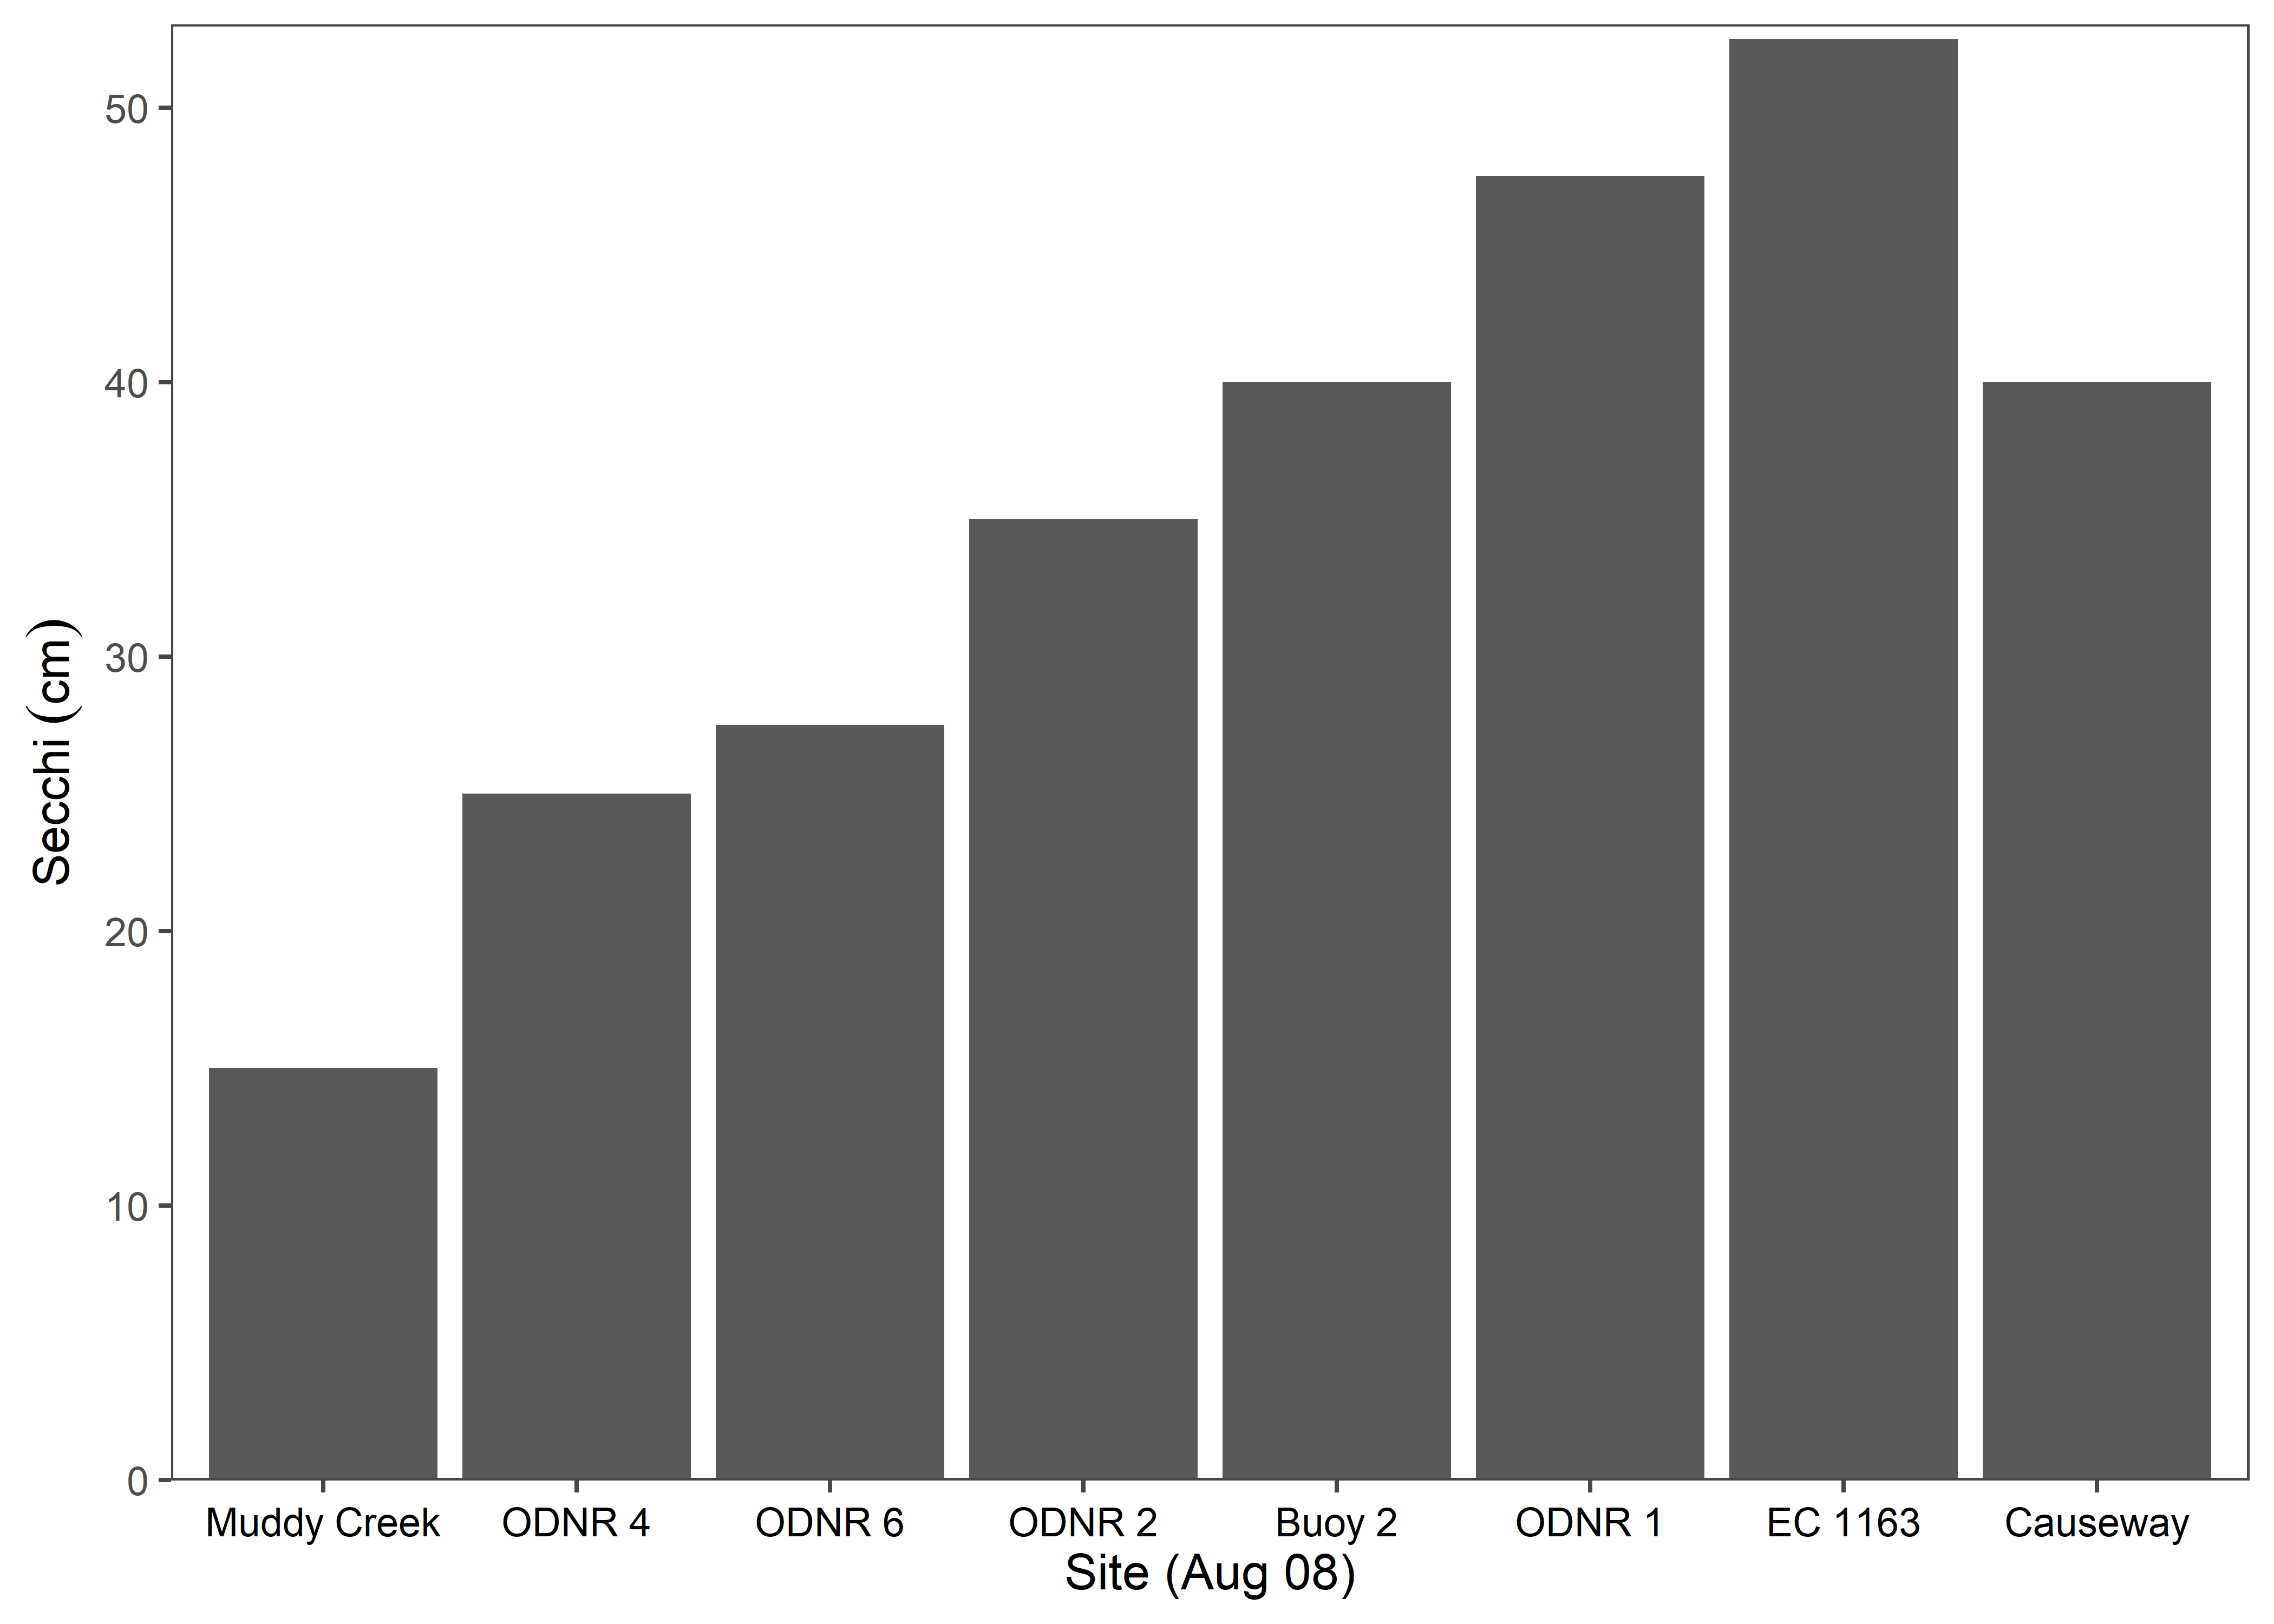 Secchi (cm)
50
40
30
20
10
0
Muddy Creek ODNR 4 ODNR 6 ODNR 2 Buoy 2 ODNR 1 EC 1163 Causeway
Site (Aug 08)